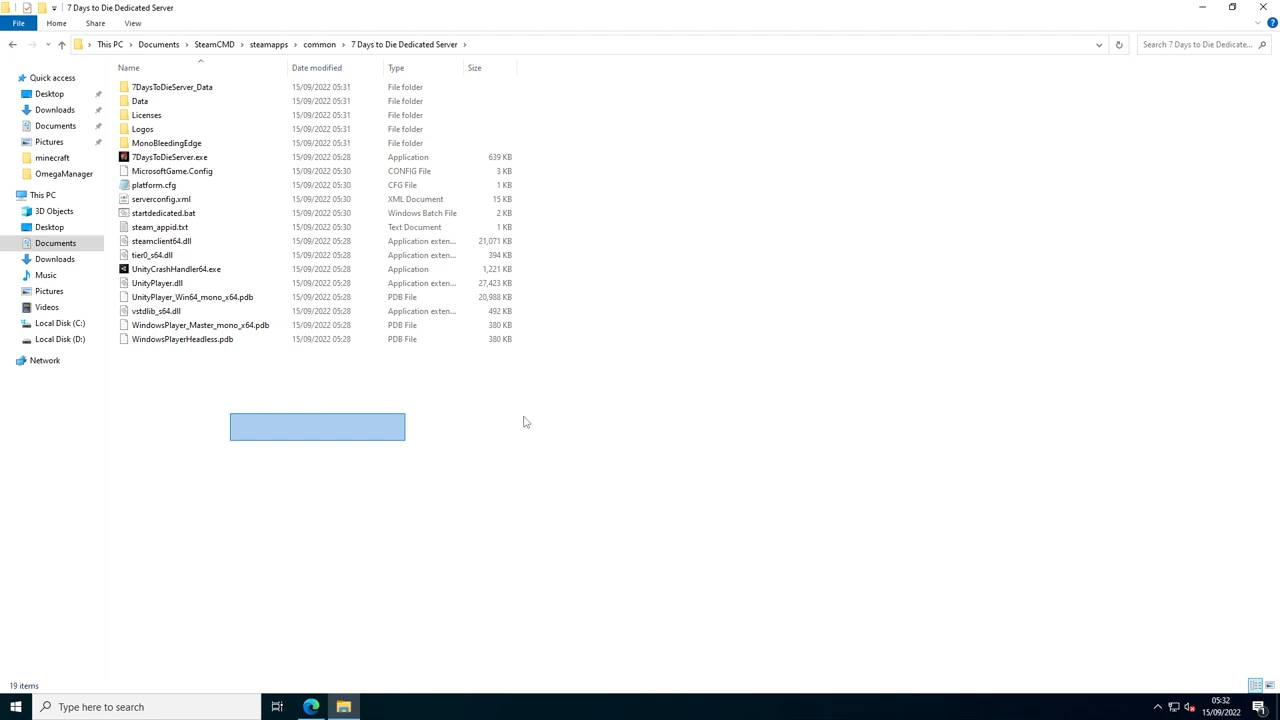 7 Days to Die Dedicated Server
File Home Share View
This PC Documents SteamCMD steamapps common 7 Days to Die Dedicated Server Search 7 Days to Die Dedicate...
Name Date modified Type Size
Quick access
Desktop
Downloads
Documents
Pictures
minecraft
OmegaManager
This PC
3D Objects
Desktop
Documents
Downloads
Music
Pictures
Videos
Local Disk (C:)
Local Disk (D:)
Network
7DaysToDieServer_Data 15/09/2022 05:31 File folder
Data 15/09/2022 05:31 File folder
Licenses 15/09/2022 05:31 File folder
Logos 15/09/2022 05:31 File folder
MonoBleedingEdge 15/09/2022 05:31 File folder
7DaysToDieServer.exe 15/09/2022 05:28 Application 639 KB
MicrosoftGame.Config 15/09/2022 05:30 CONFIG File 3 KB
platform.cfg 15/09/2022 05:30 CFG File 1 KB
serverconfig.xml 15/09/2022 05:30 XML Document 15 KB
startdedicated.bat 15/09/2022 05:30 Windows Batch File 2 KB
steam_appid.txt 15/09/2022 05:30 Text Document 1 KB
steamclient64.dll 15/09/2022 05:28 Application exten... 21,071 KB
tier0_s64.dll 15/09/2022 05:28 Application exten... 394 KB
UnityCrashHandler64.exe 15/09/2022 05:28 Application 1,221 KB
UnityPlayer.dll 15/09/2022 05:28 Application exten... 27,423 KB
UnityPlayer_Win64_mono_x64.pdb 15/09/2022 05:28 PDB File 20,988 KB
vstdlib_s64.dll 15/09/2022 05:28 Application exten... 492 KB
WindowsPlayer_Master_mono_x64.pdb 15/09/2022 05:28 PDB File 380 KB
WindowsPlayerHeadless.pdb 15/09/2022 05:28 PDB File 380 KB
19 items
Type here to search
05:32
15/09/2022
1